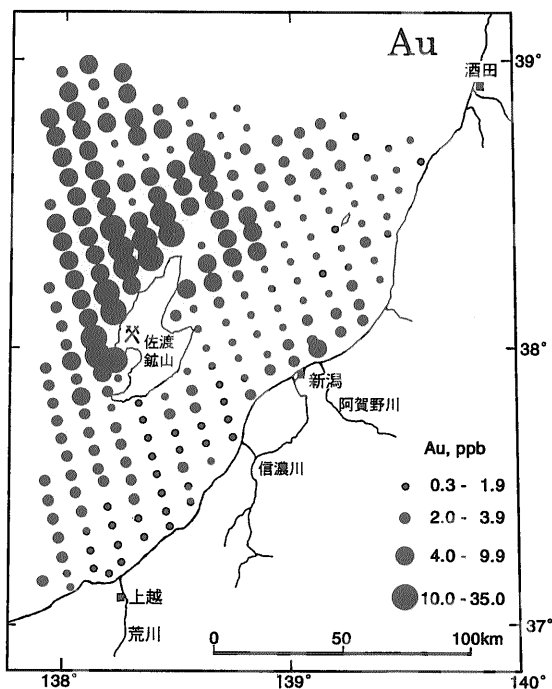 Au
39°
酒田
佐渡
鉱山
38°
新潟
阿賀野川
Au, ppb
信濃川
0.3 - 1.9
2.0 - 3.9
4.0 - 9.9
10.0 - 35.0
上越
荒川
0 50 100km
37°
138° 139° 140°